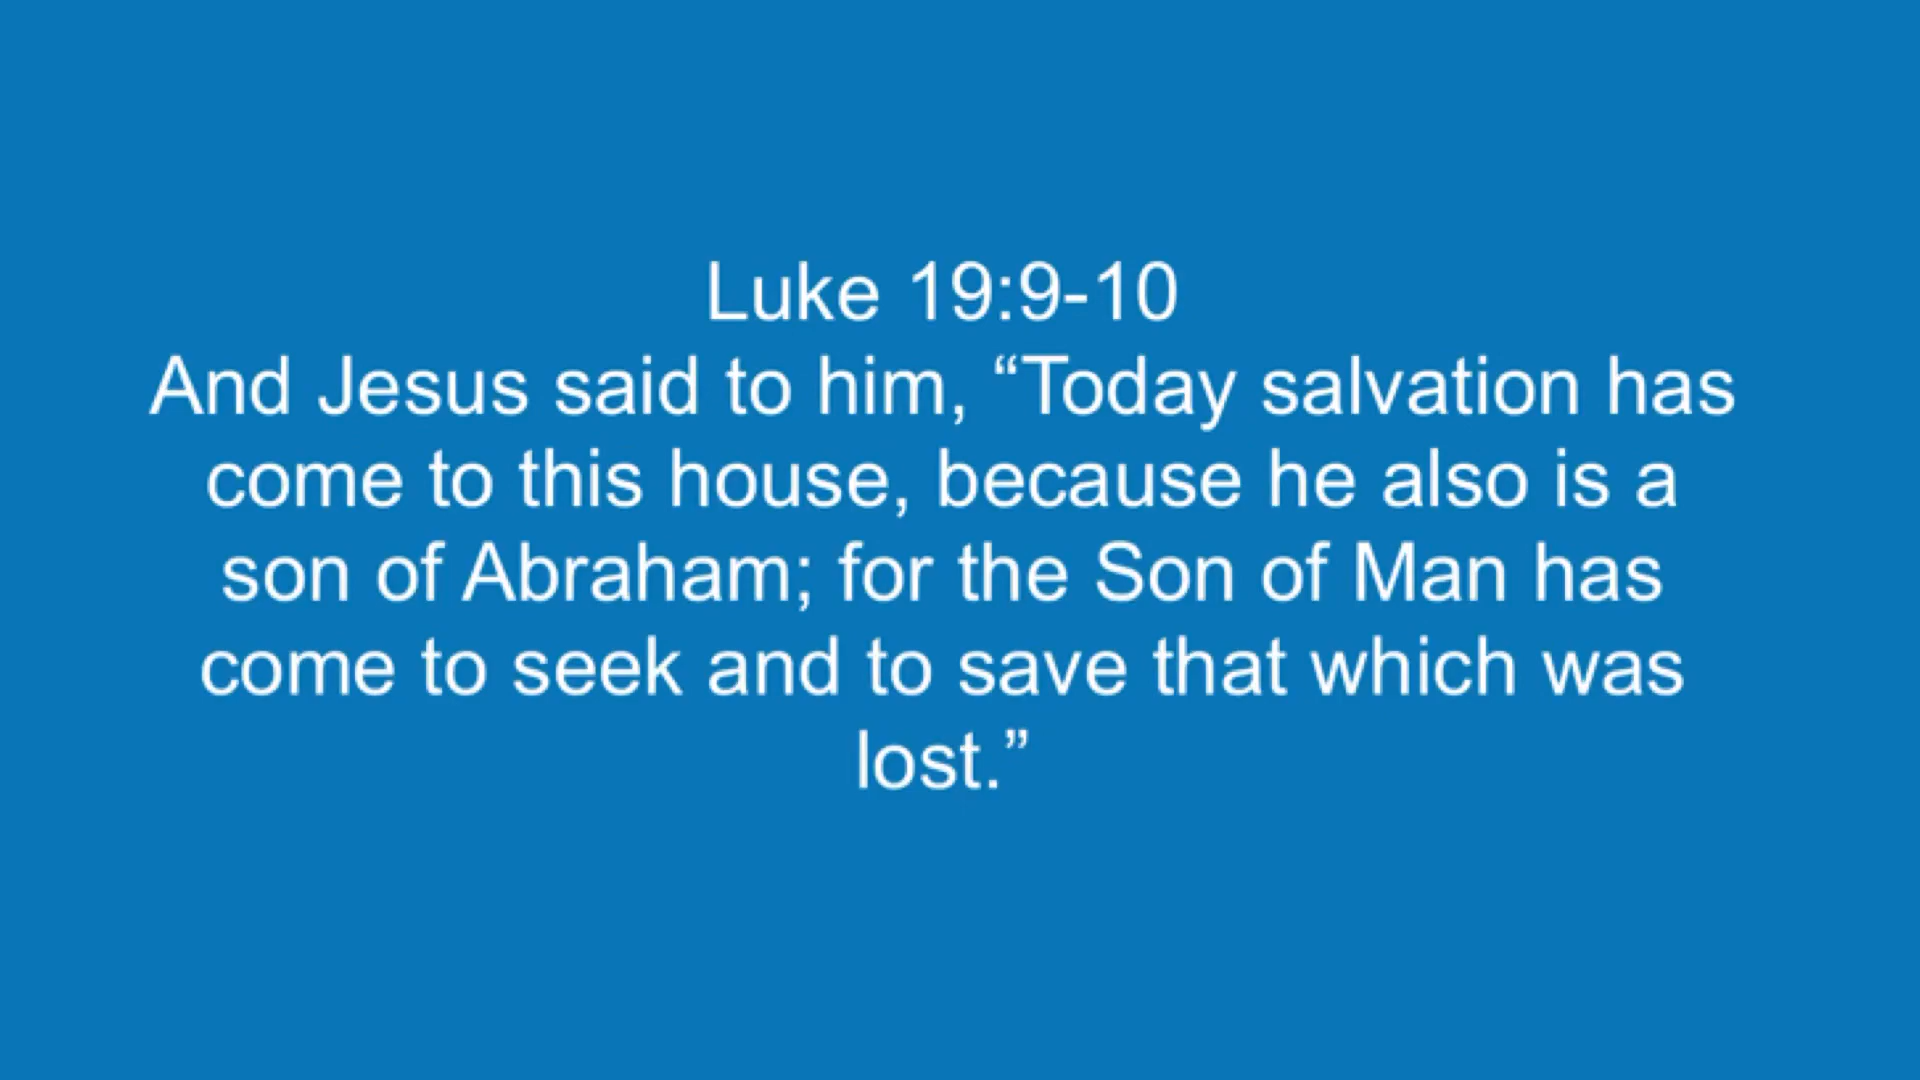 Luke 19:9-10
And Jesus said to him, “Today salvation has
come to this house, because he also is a
son of Abraham; for the Son of Man has
come to seek and to save that which was
lost.”